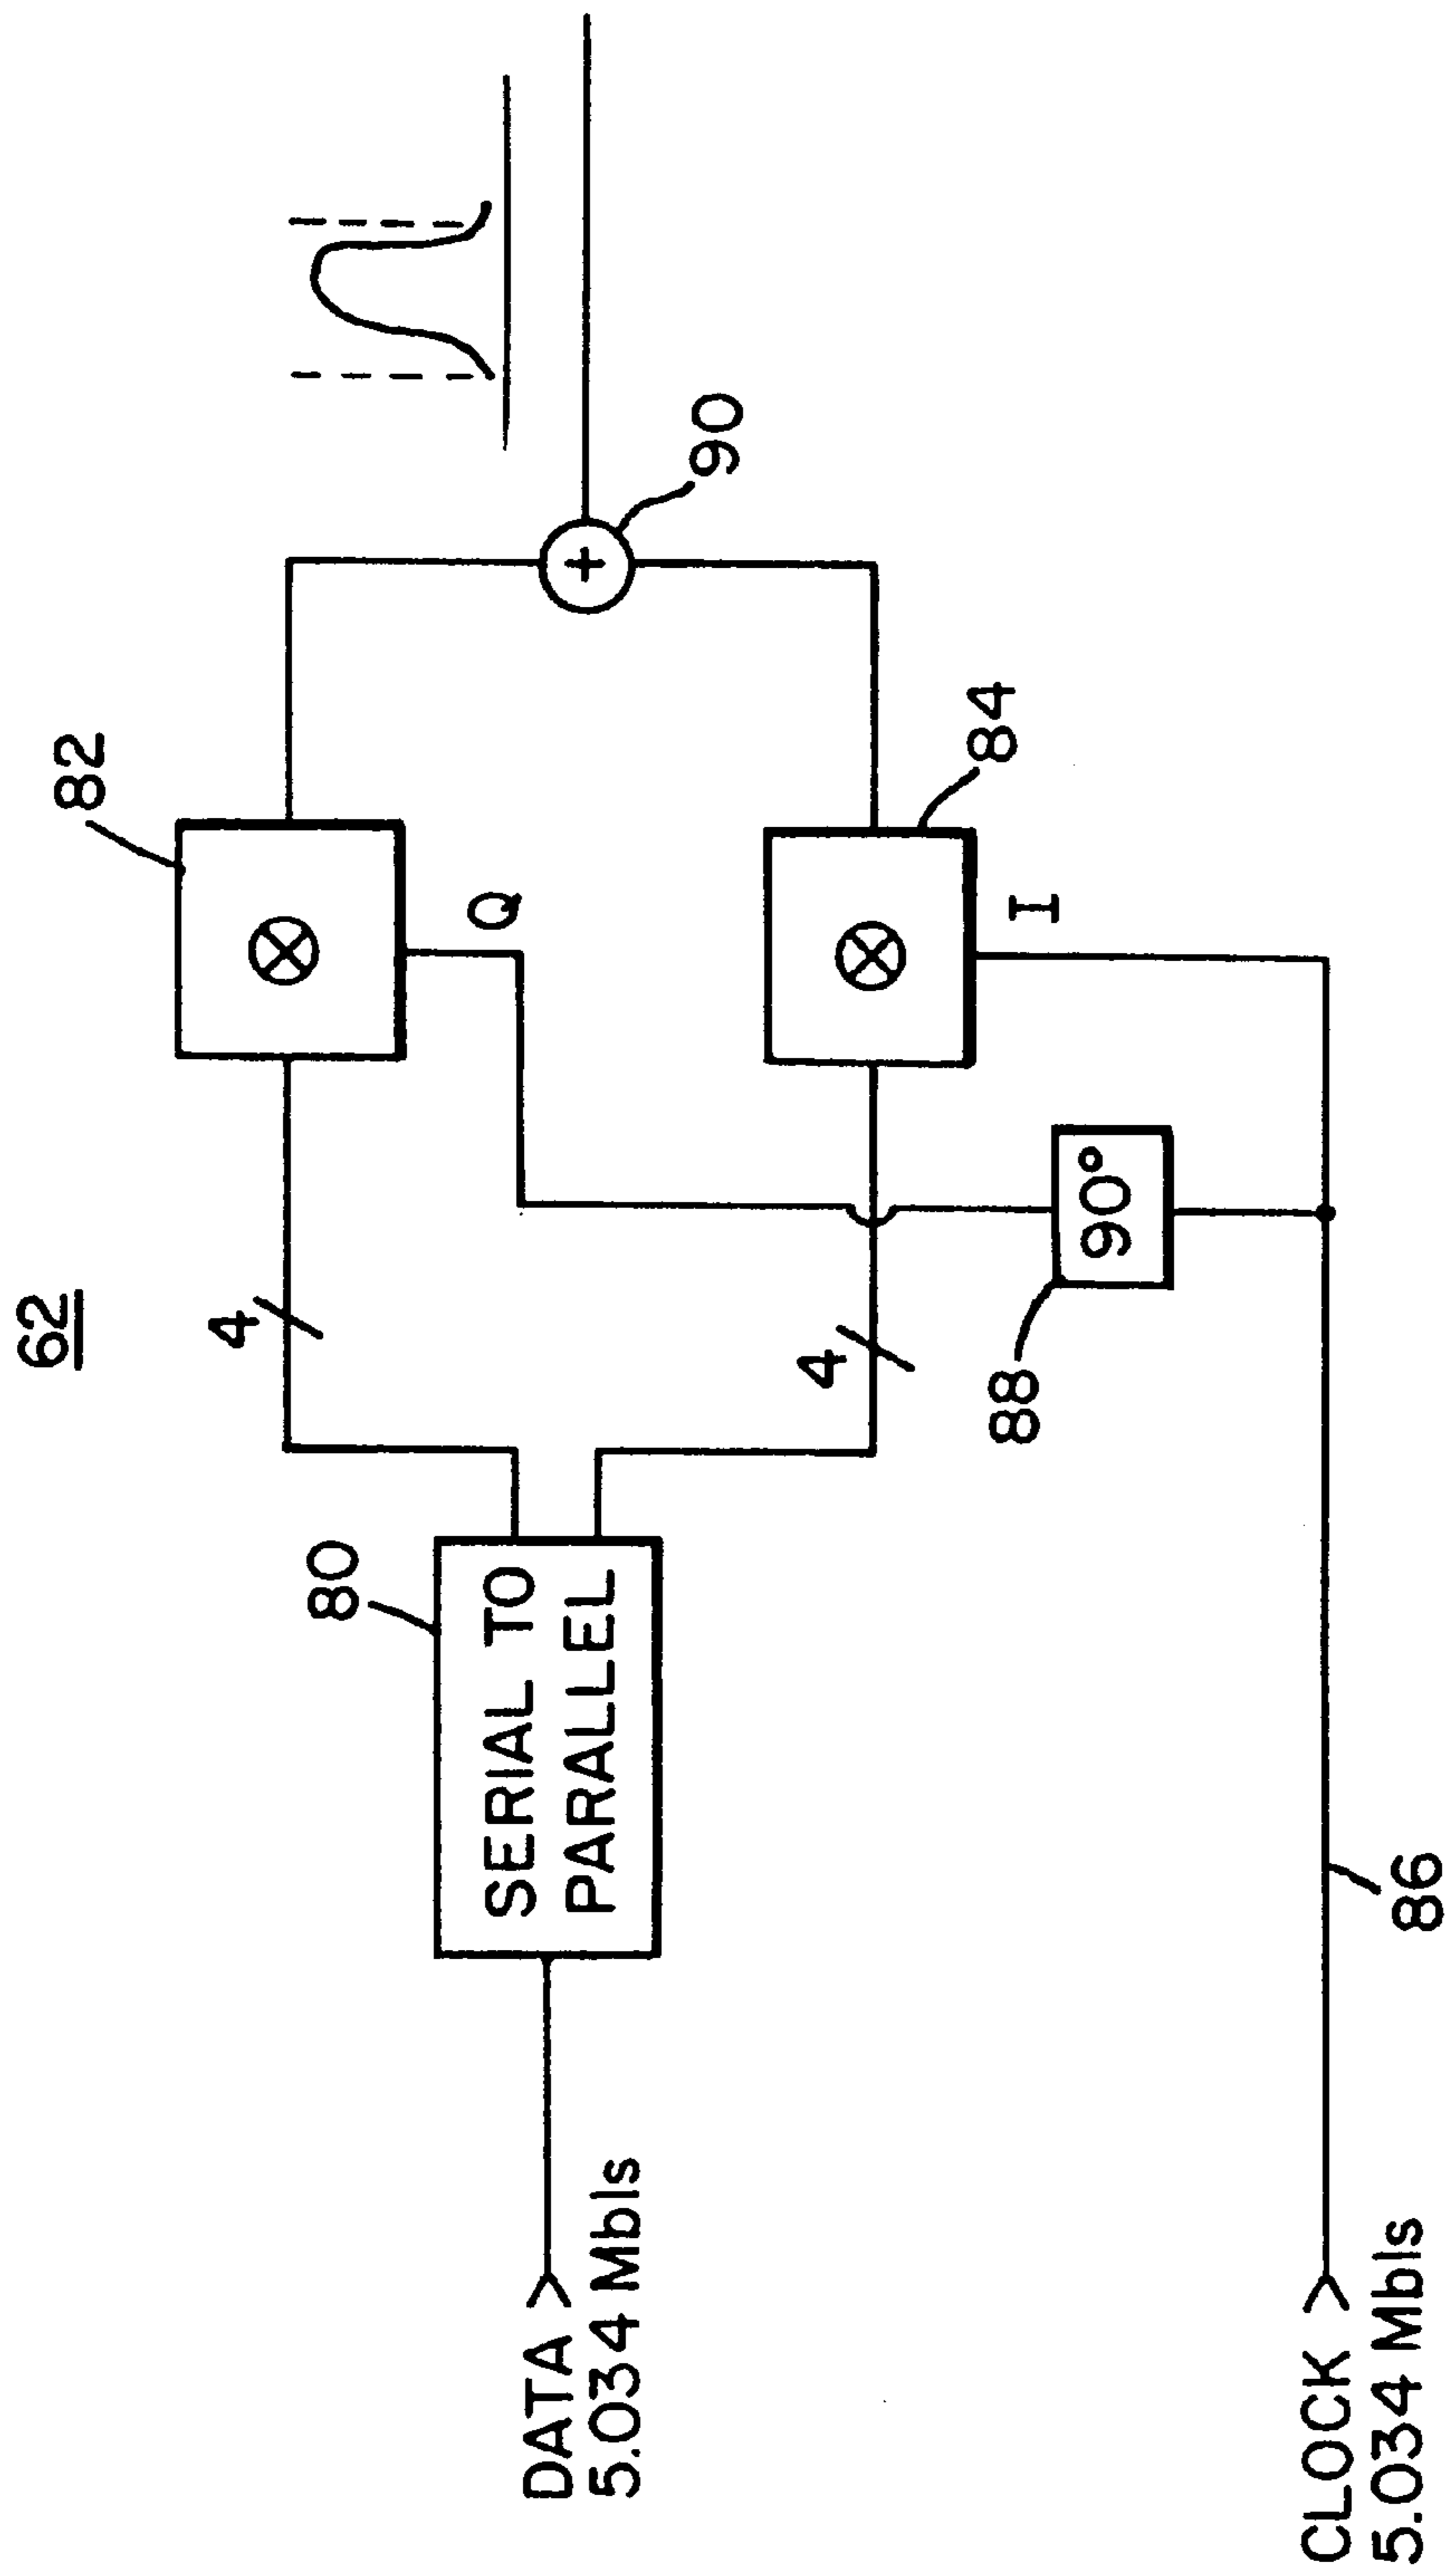 62
82
4
Q
80
SERIAL TO
PARALLEL
DATA >
5.034 Mbls
+
90
84
4
I
90°
88
CLOCK >
5.034 Mbls
86